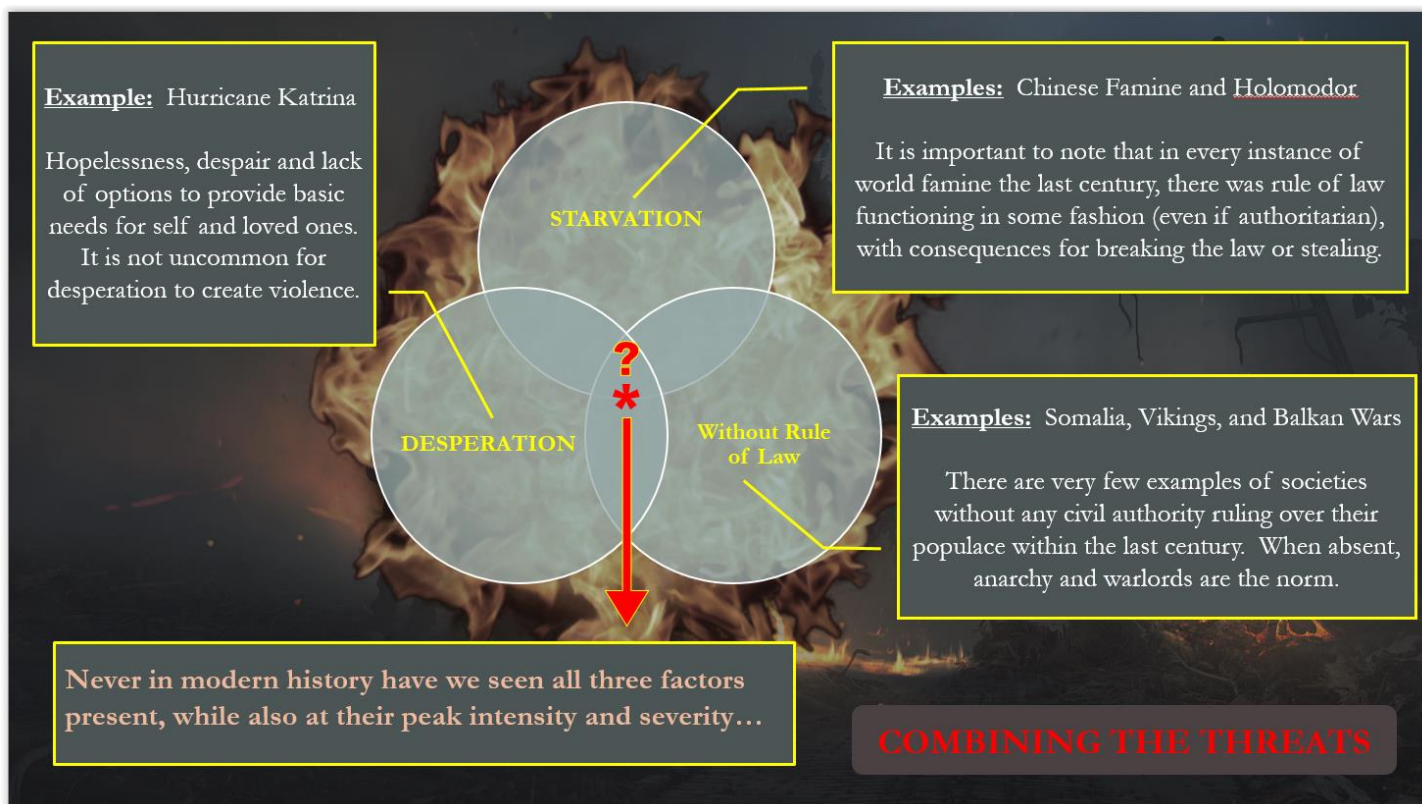 Example: Hurricane Katrina
Hopelessness, despair and lack
of options to provide basic
needs for self and loved ones.
It is not uncommon for
desperation to create violence.
Examples: Chinese Famine and Holomodor
It is important to note that in every instance of
world famine the last century, there was rule of law
functioning in some fashion (even if authoritarian),
with consequences for breaking the law or stealing.
STARVATION
?
*
DESPERATION
Without Rule
of Law
Examples: Somalia, Vikings, and Balkan Wars
There are very few examples of societies
without any civil authority ruling over their
populace within the last century. When absent,
anarchy and warlords are the norm.
Never in modern history have we seen all three factors
present, while also at their peak intensity and severity…
COMBINING THE THREATS